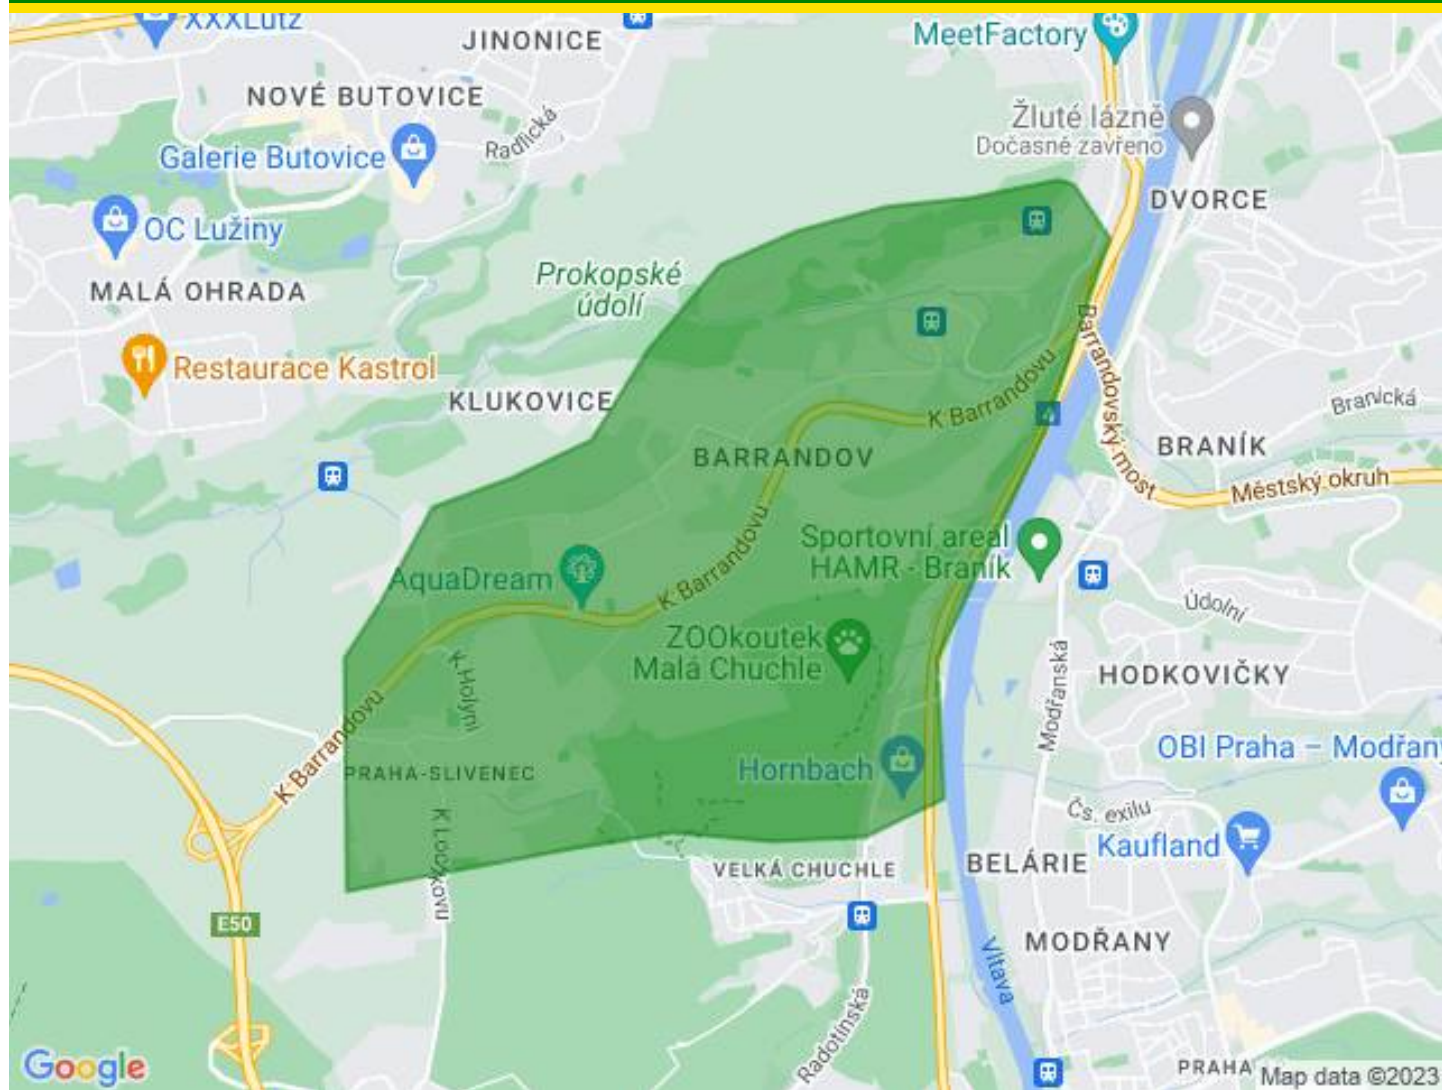 XXXLutz
JINONICE
MeetFactory
NOVÉ BUTOVICE
Radlická
Žluté lázně
Dočasně zavřeno
Galerie Butovice
DVORCE
OC Lužiny
Prokopské
údolí
MALÁ OHRADA
Restaurace Kastrol
Barrandovský most
K Barrandovu
KLUKOVICE
Branická
BARRANDOV
BRANÍK
Městský okruh
Sportovní areál
HAMR - Braník
AquaDream
K Barrandovu
Údolní
ZOOkoutek
Malá Chuchle
K Holyni
Modřanská
HODKOVIČKY
K Barrandovu
PRAHA-SLIVENEC
Hornbach
OBI Praha – Modřany
K Lochkovu
Čs. exilu
Kaufland
VELKÁ CHUCHLE
BELÁRIE
E50
MODŘANY
Vltava
Radotínská
Google
PRAHA
Map data ©2023